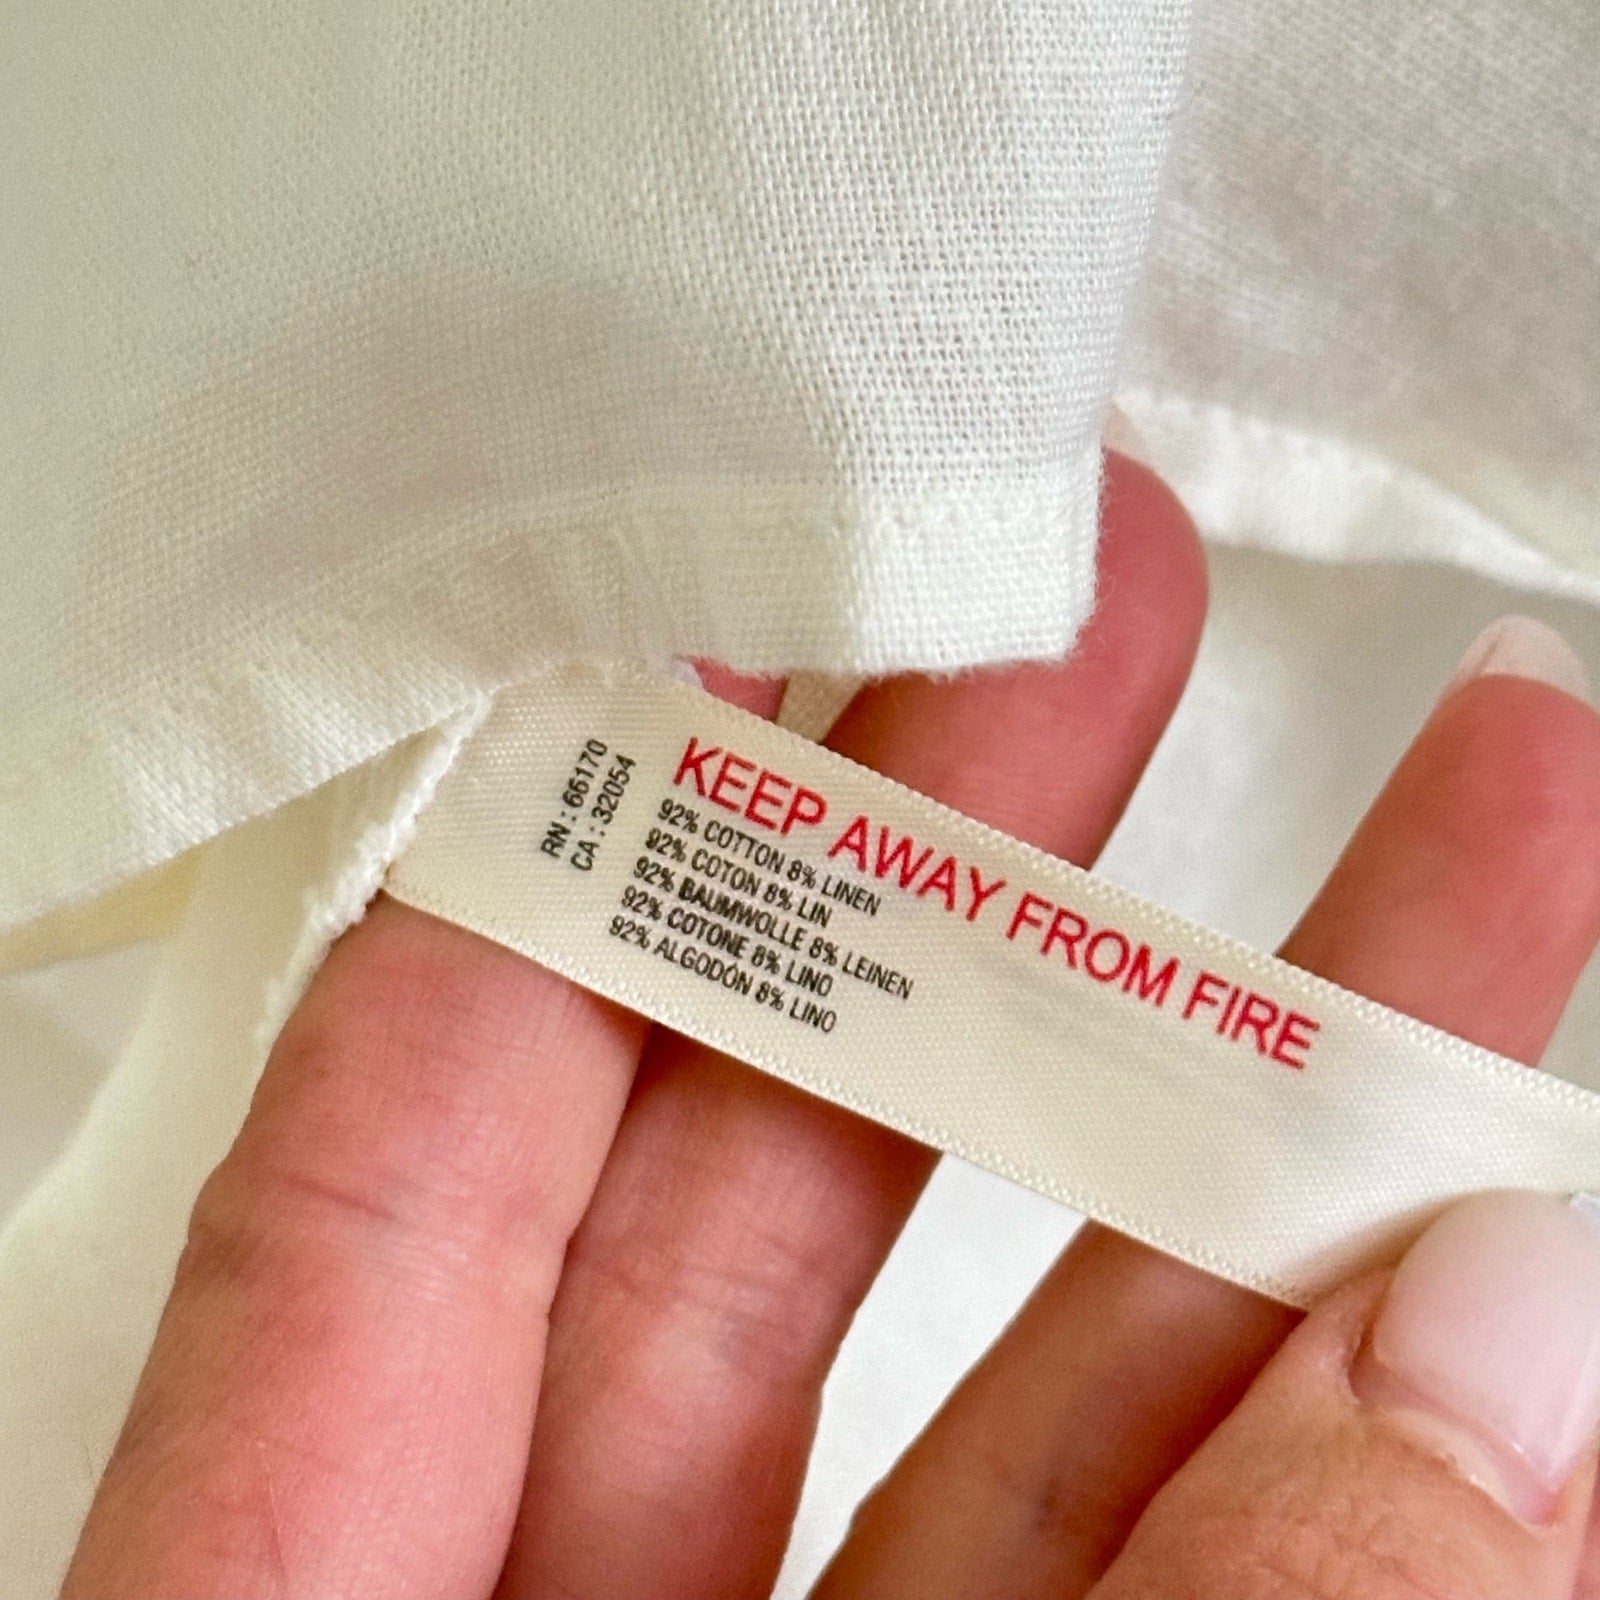 RN : 66170
CA : 32054
KEEP AWAY FROM FIRE
92% COTTON 8% LINEN
92% COTON 8% LIN
92% BAUMWOLLE 8% LEINEN
92% COTONE 8% LINO
92% ALGODÓN 8% LINO